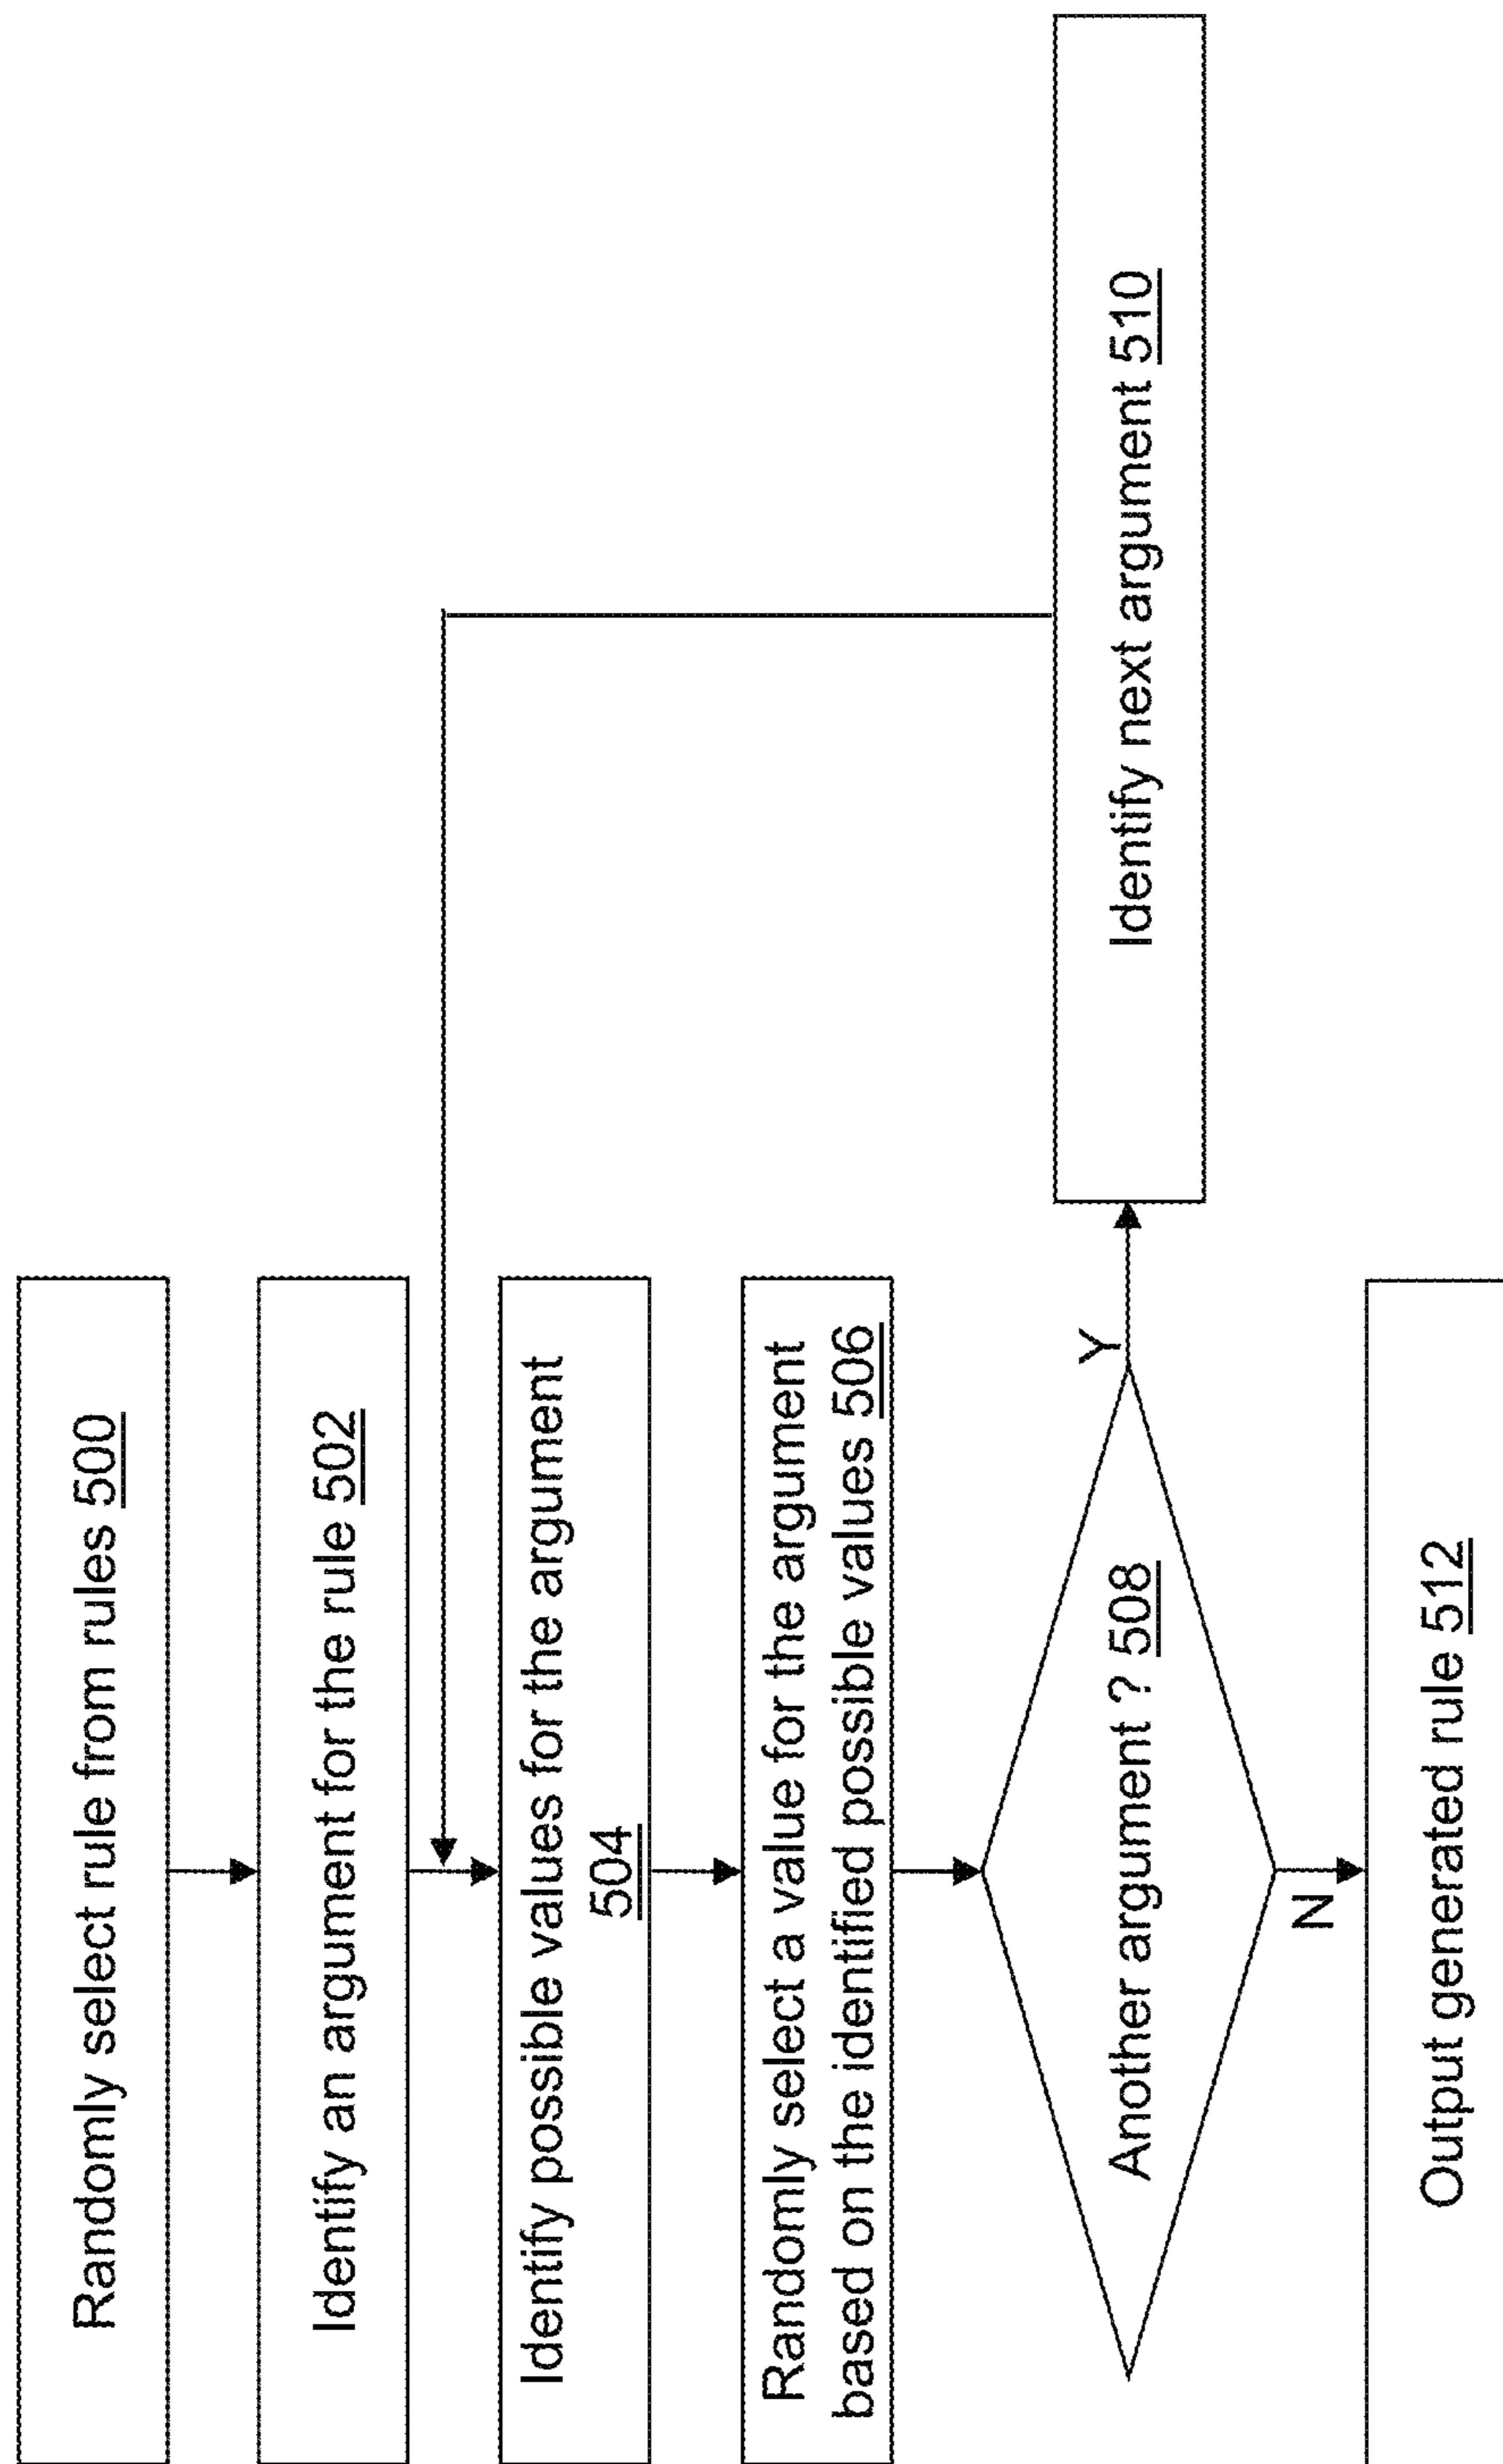 Randomly select rule from rules 500
Identify an argument for the rule 502
Identify possible values for the argument
504
Randomly select a value for the argument
based on the identified possible values 506
Another argument ? 508
Y
Identify next argument 510
N
Output generated rule 512